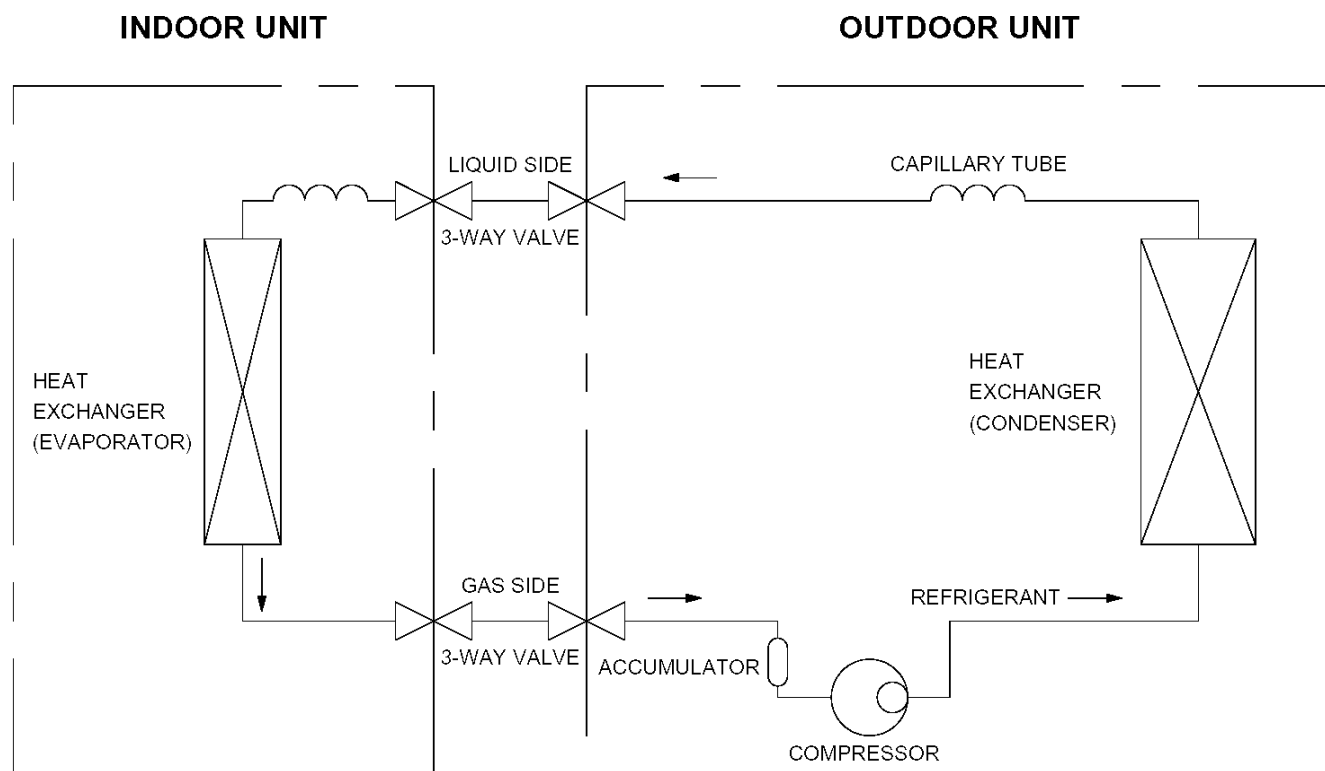 INDOOR UNIT
OUTDOOR UNIT
LIQUID SIDE
CAPILLARY TUBE
3-WAY VALVE
HEAT
EXCHANGER
(EVAPORATOR)
HEAT
EXCHANGER
(CONDENSER)
GAS SIDE
REFRIGERANT
3-WAY VALVE
ACCUMULATOR
COMPRESSOR